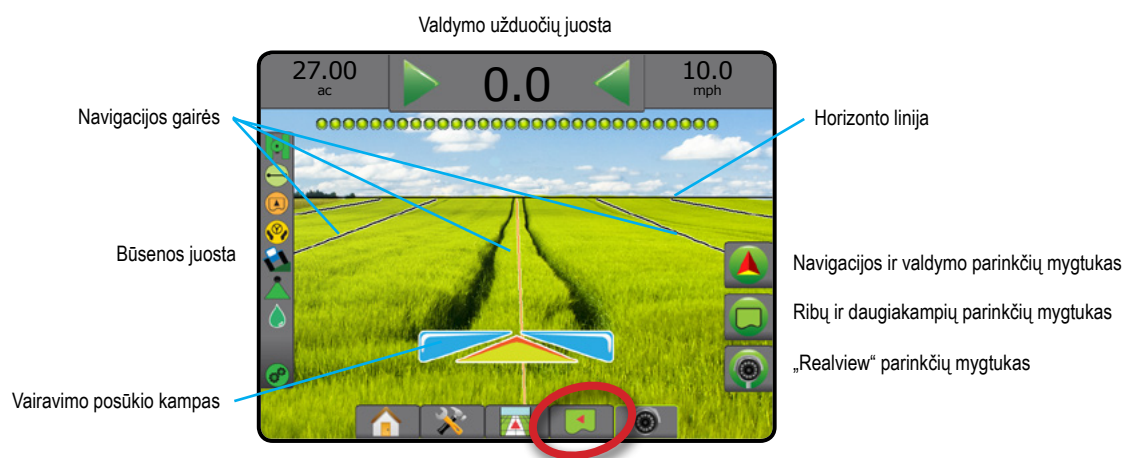 Valdymo užduočių juosta
27.00
ac
0.0
10.0
mph
Navigacijos gairės
Horizonto linija
Būsenos juosta
Navigacijos ir valdymo parinkčių mygtukas
Ribų ir daugiakampių parinkčių mygtukas
„Realview“ parinkčių mygtukas
Vairavimo posūkio kampas